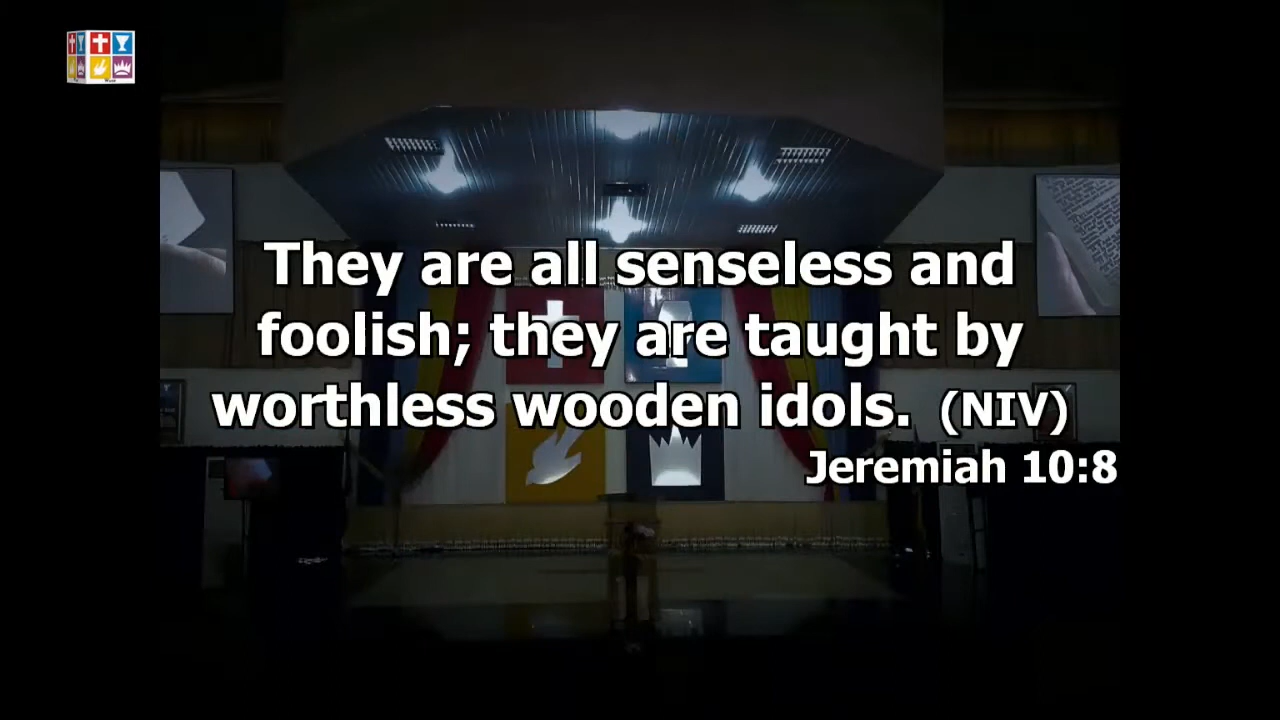 They are all senseless and
foolish; they are taught by
worthless wooden idols. (NIV)
Jeremiah 10:8